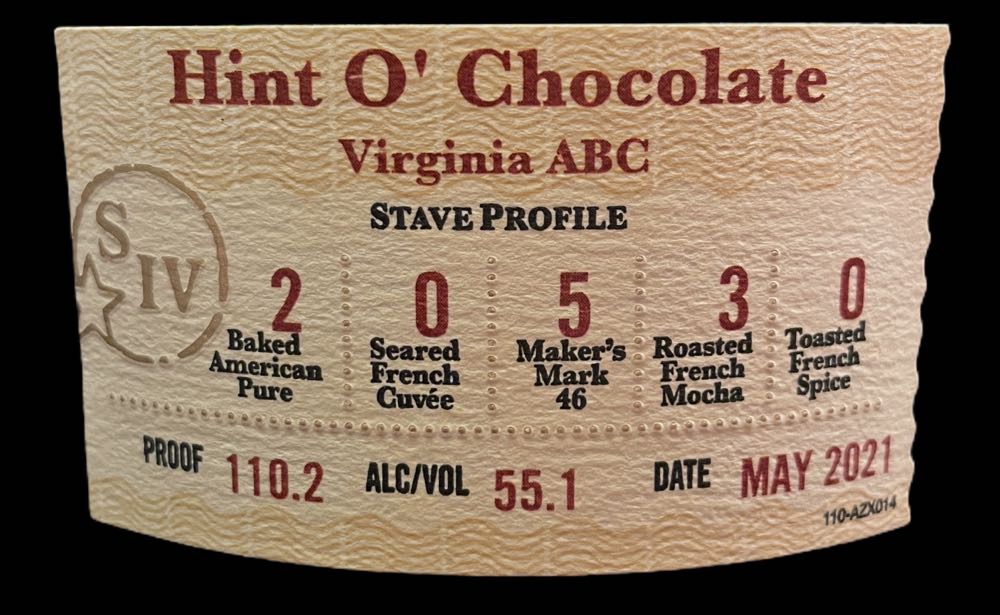 Hint O' Chocolate
Virginia ABC
STAVE PROFILE
S IV
2
Baked
American
Pure
0
Seared
French
Cuvée
5
Maker's
Mark
46
3
Roasted
French
Mocha
0
Toasted
French
Spice
PROOF 110.2 ALC/VOL 55.1 DATE MAY 2021
110-AZX014